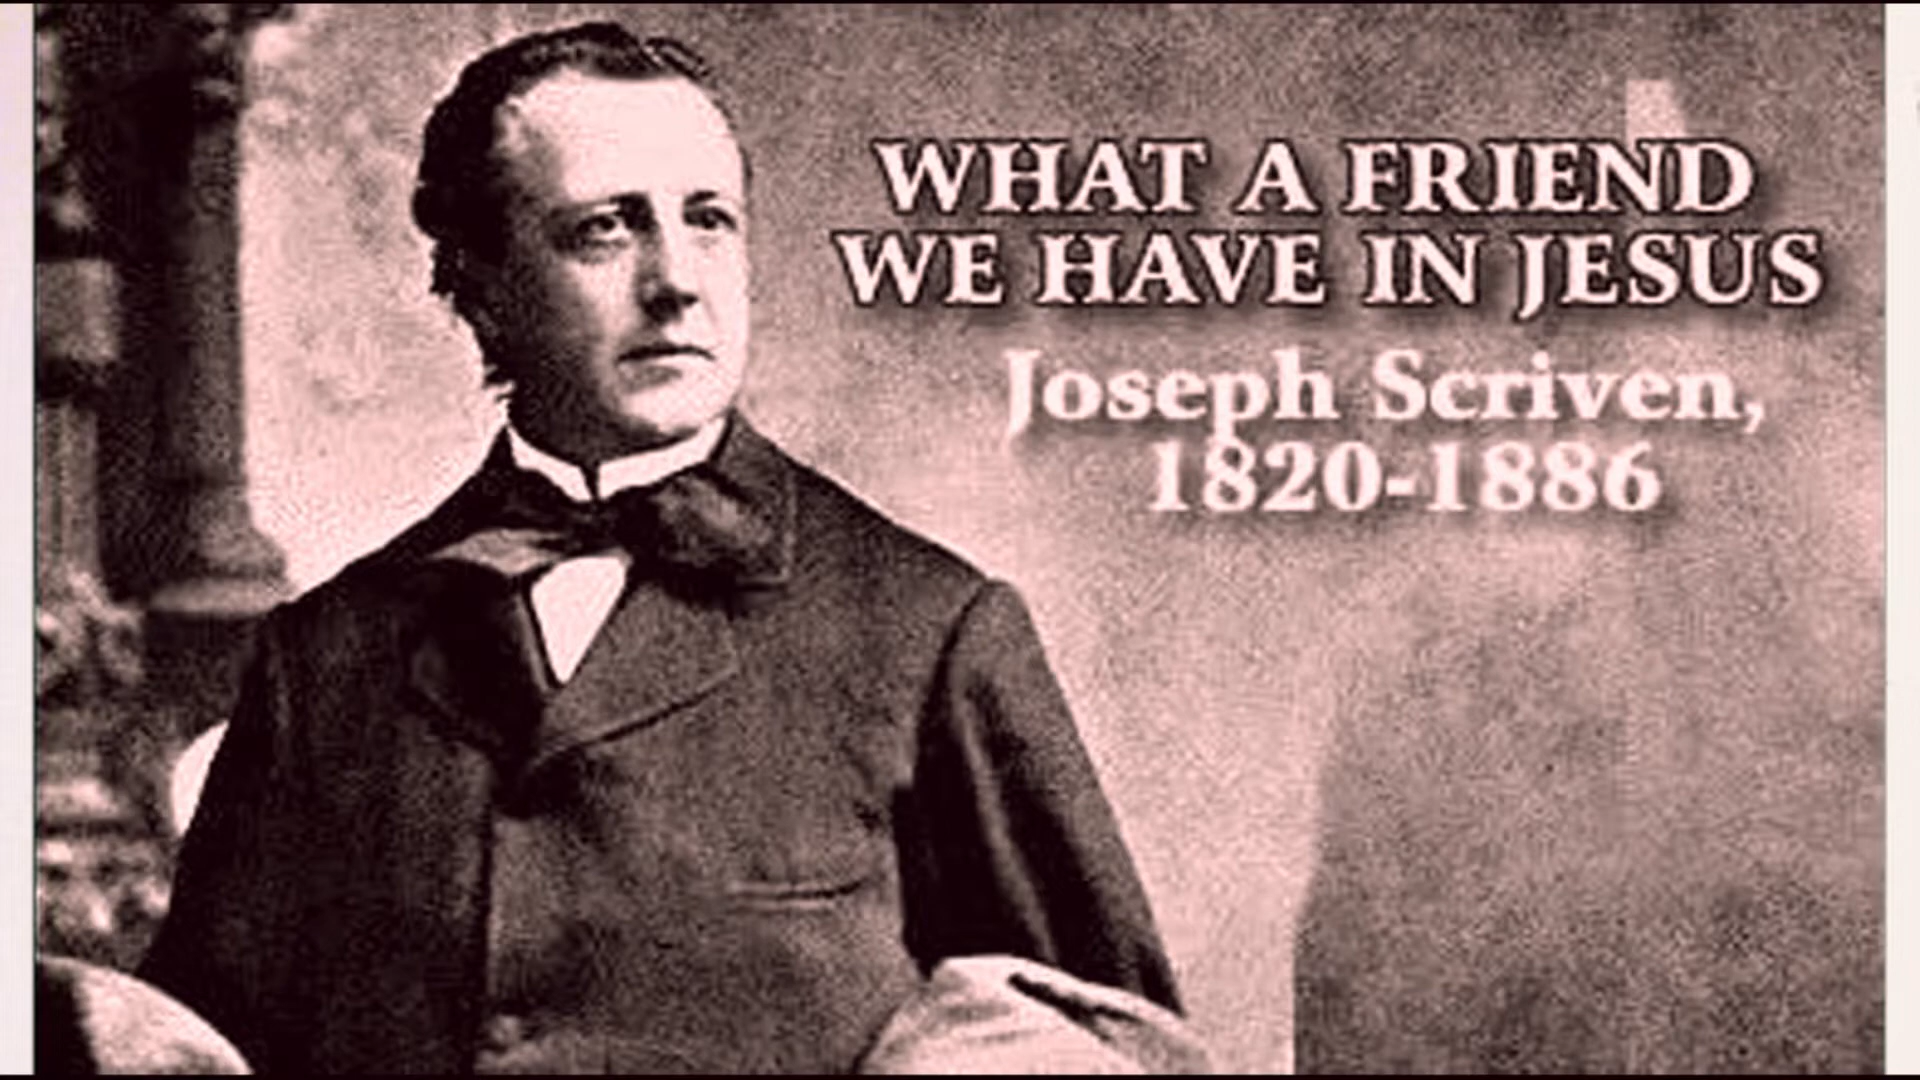 WHAT A FRIEND
WE HAVE IN JESUS
Joseph Scriven,
1820-1886